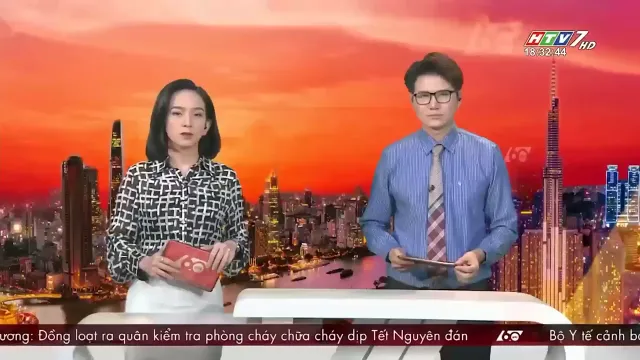 HTV7 HD
18:32:44
ương: Đồng loạt ra quân kiểm tra phòng cháy chữa cháy dịp Tết Nguyên đán 60 Bộ Y tế cảnh b